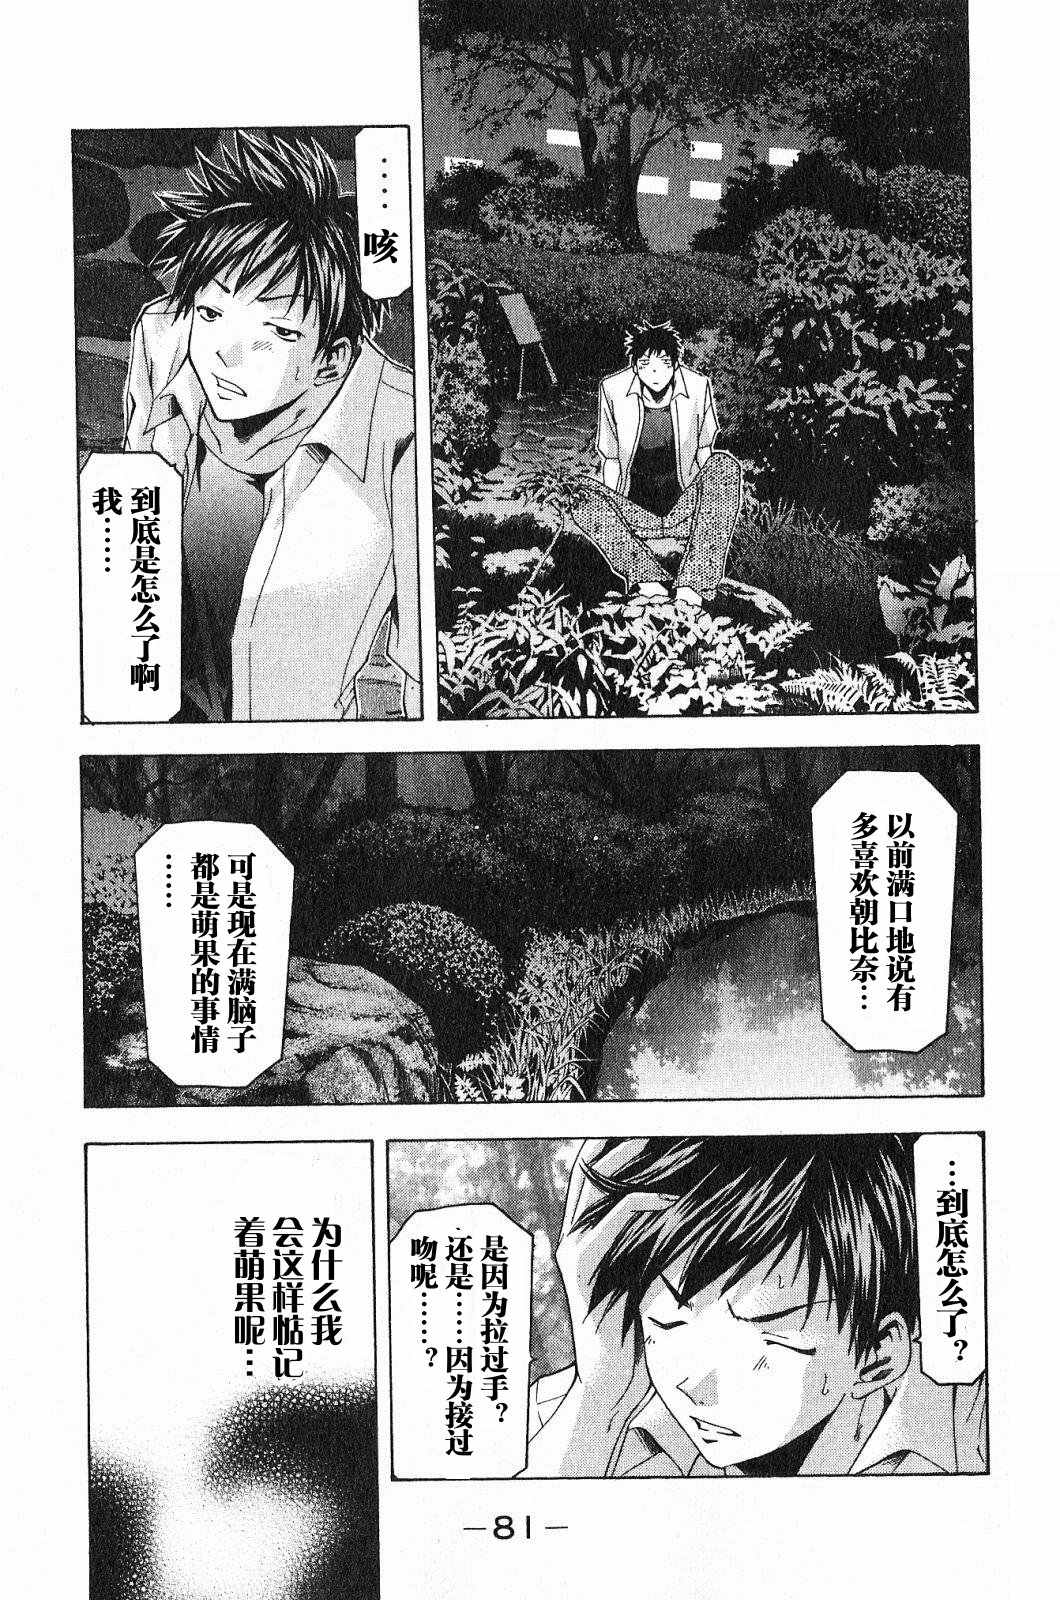 ……咳
到底是怎么了啊
我……
以前满口地说有
多喜欢朝比奈…
可是现在满脑子
都是萌果的事情
……
…到底怎么了？
是因为拉过手？
还是……因为接过
吻呢……？
为什么我
会这样惦记
着萌果呢…
－81－